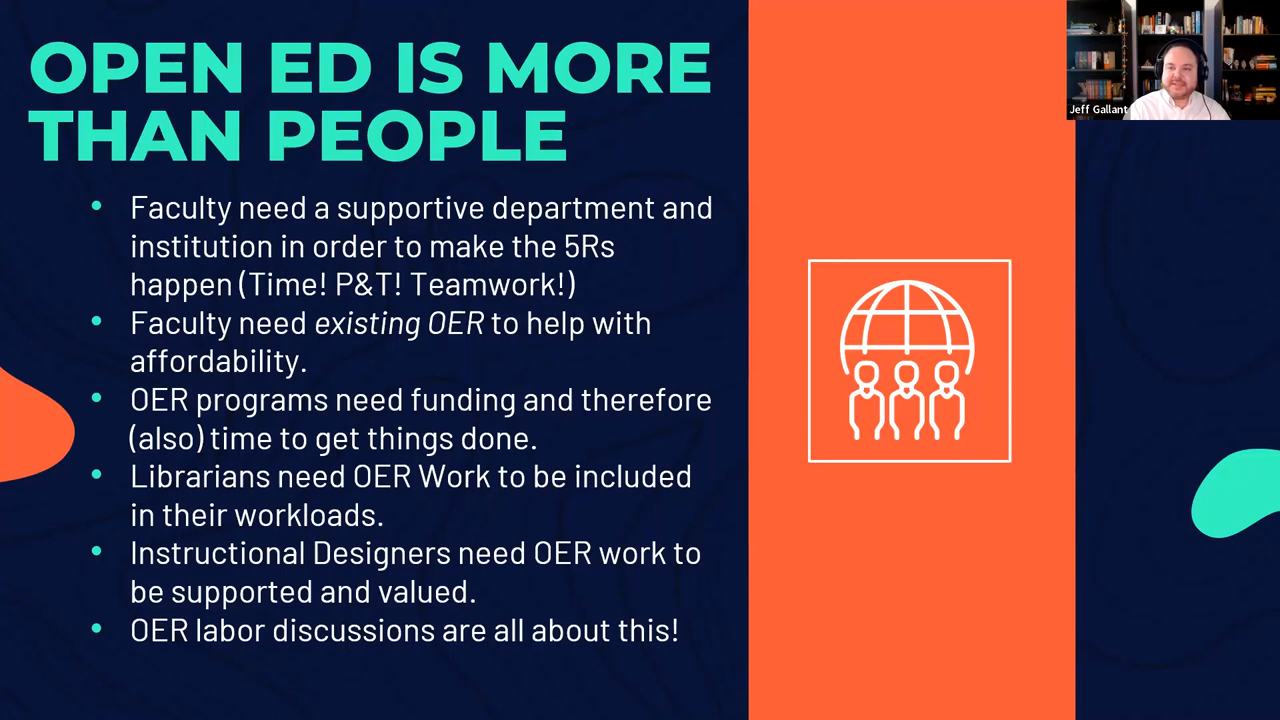 OPEN ED IS MORE
THAN PEOPLE
• Faculty need a supportive department and
institution in order to make the 5Rs
happen (Time! P&T! Teamwork!)
• Faculty need existing OER to help with
affordability.
• OER programs need funding and therefore
(also) time to get things done.
• Librarians need OER Work to be included
in their workloads.
• Instructional Designers need OER work to
be supported and valued.
• OER labor discussions are all about this!
Jeff Gallant